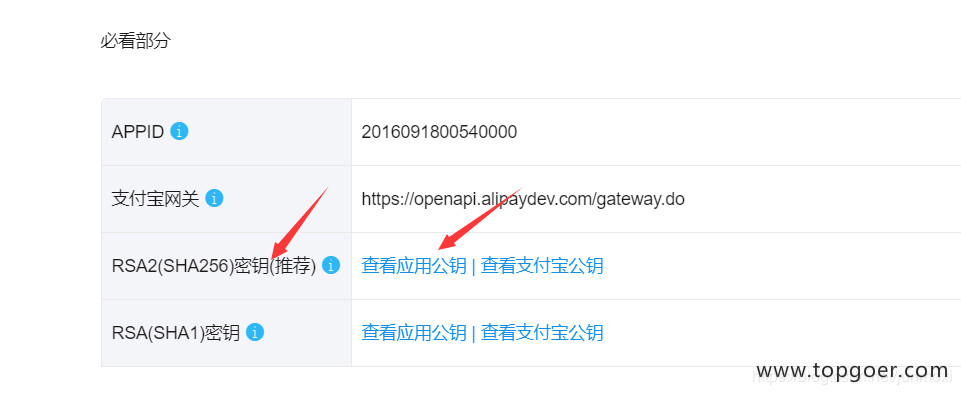 必看部分
APPID
2016091800540000
支付宝网关
https://openapi.alipaydev.com/gateway.do
RSA2(SHA256)密钥(推荐)
查看应用公钥 | 查看支付宝公钥
RSA(SHA1)密钥
查看应用公钥 | 查看支付宝公钥
www.topgoer.com